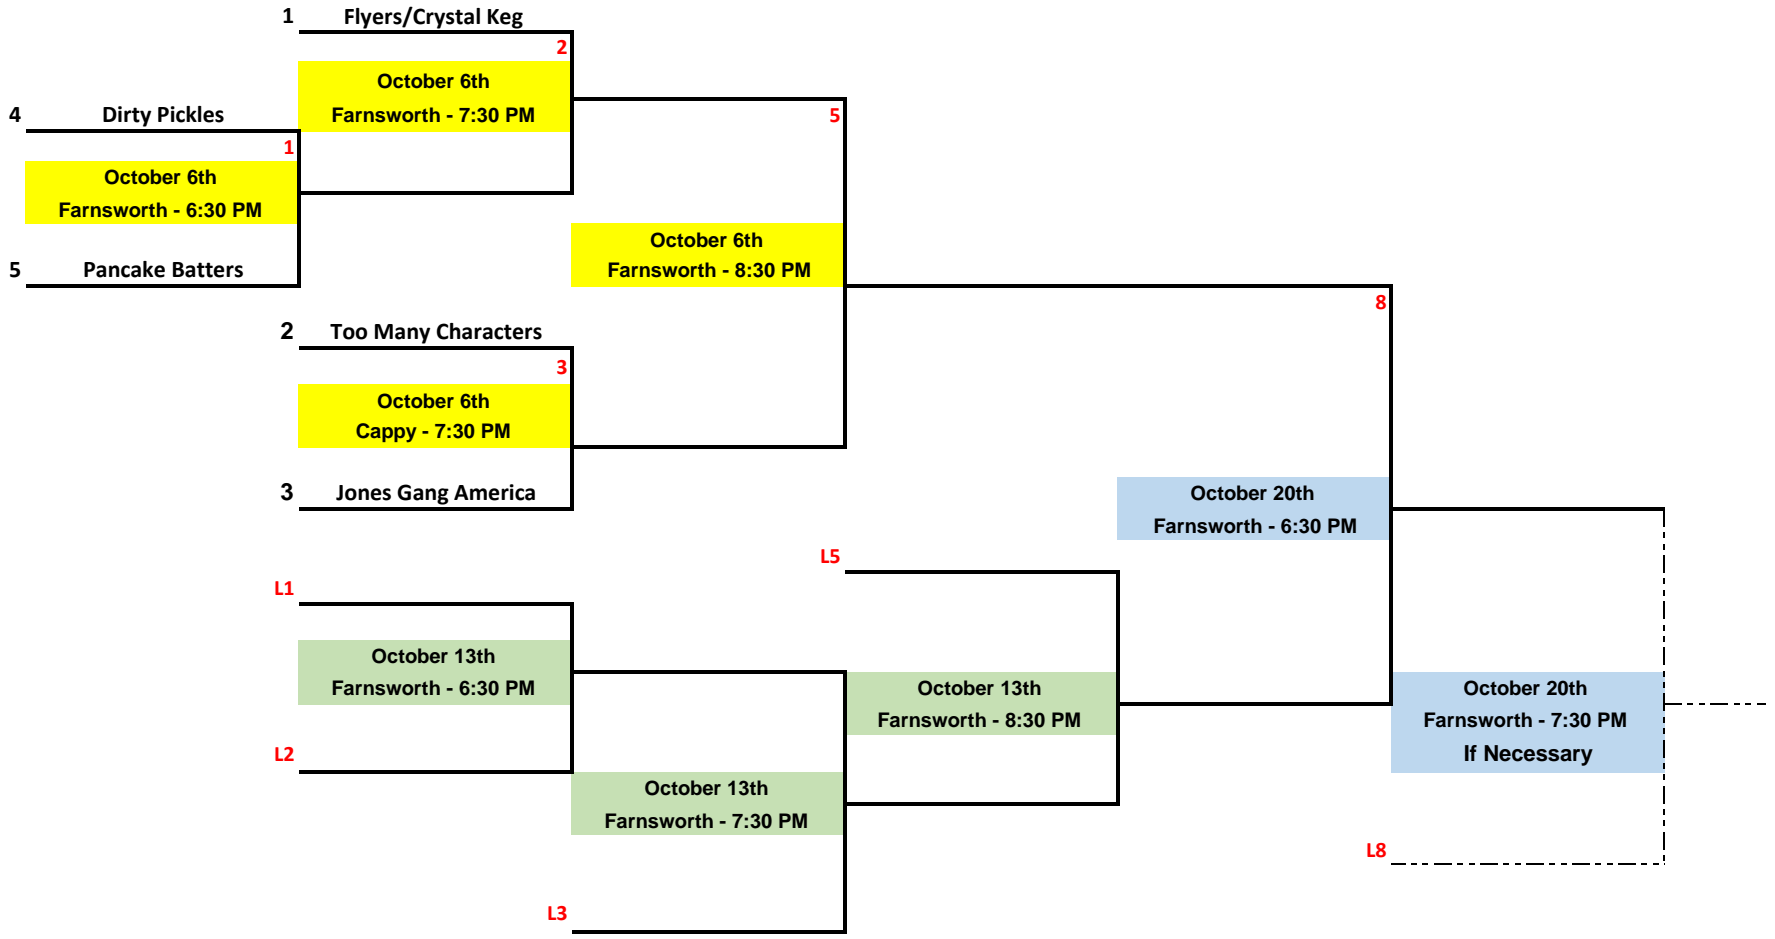 1 Flyers/Crystal Keg
2
October 6th
Farnsworth - 7:30 PM
4 Dirty Pickles
5
1
October 6th
Farnsworth - 6:30 PM
October 6th
Farnsworth - 8:30 PM
5 Pancake Batters
8
2 Too Many Characters
3
October 6th
Cappy - 7:30 PM
3 Jones Gang America
October 20th
Farnsworth - 6:30 PM
L5
L1
October 13th
Farnsworth - 6:30 PM
October 13th
Farnsworth - 8:30 PM
October 20th
Farnsworth - 7:30 PM
If Necessary
L2
October 13th
Farnsworth - 7:30 PM
L8
L3